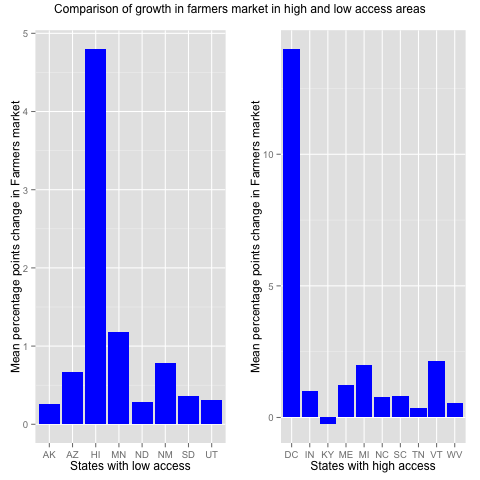 Comparison of growth in farmers market in high and low access areas
Mean percentage points change in Farmers market
5
4
3
2
1
0
AK AZ HI MN ND NM SD UT
States with low access
Mean percentage points change in Farmers market
10
5
0
DC IN KY ME MI NC SC TN VT WV
States with high access